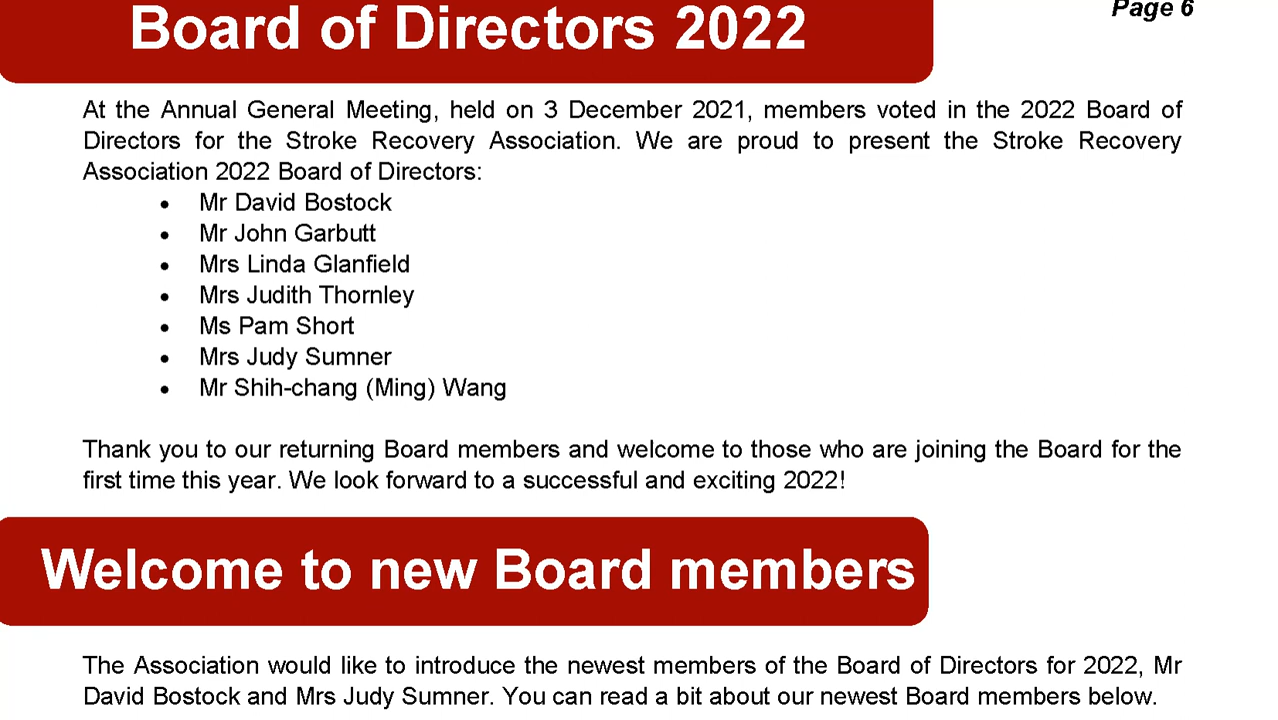 Page 6
Board of Directors 2022
At the Annual General Meeting, held on 3 December 2021, members voted in the 2022 Board of
Directors for the Stroke Recovery Association. We are proud to present the Stroke Recovery
Association 2022 Board of Directors:
• Mr David Bostock
• Mr John Garbutt
• Mrs Linda Glanfield
• Mrs Judith Thornley
• Ms Pam Short
• Mrs Judy Sumner
• Mr Shih-chang (Ming) Wang
Thank you to our returning Board members and welcome to those who are joining the Board for the
first time this year. We look forward to a successful and exciting 2022!
Welcome to new Board members
The Association would like to introduce the newest members of the Board of Directors for 2022, Mr
David Bostock and Mrs Judy Sumner. You can read a bit about our newest Board members below.